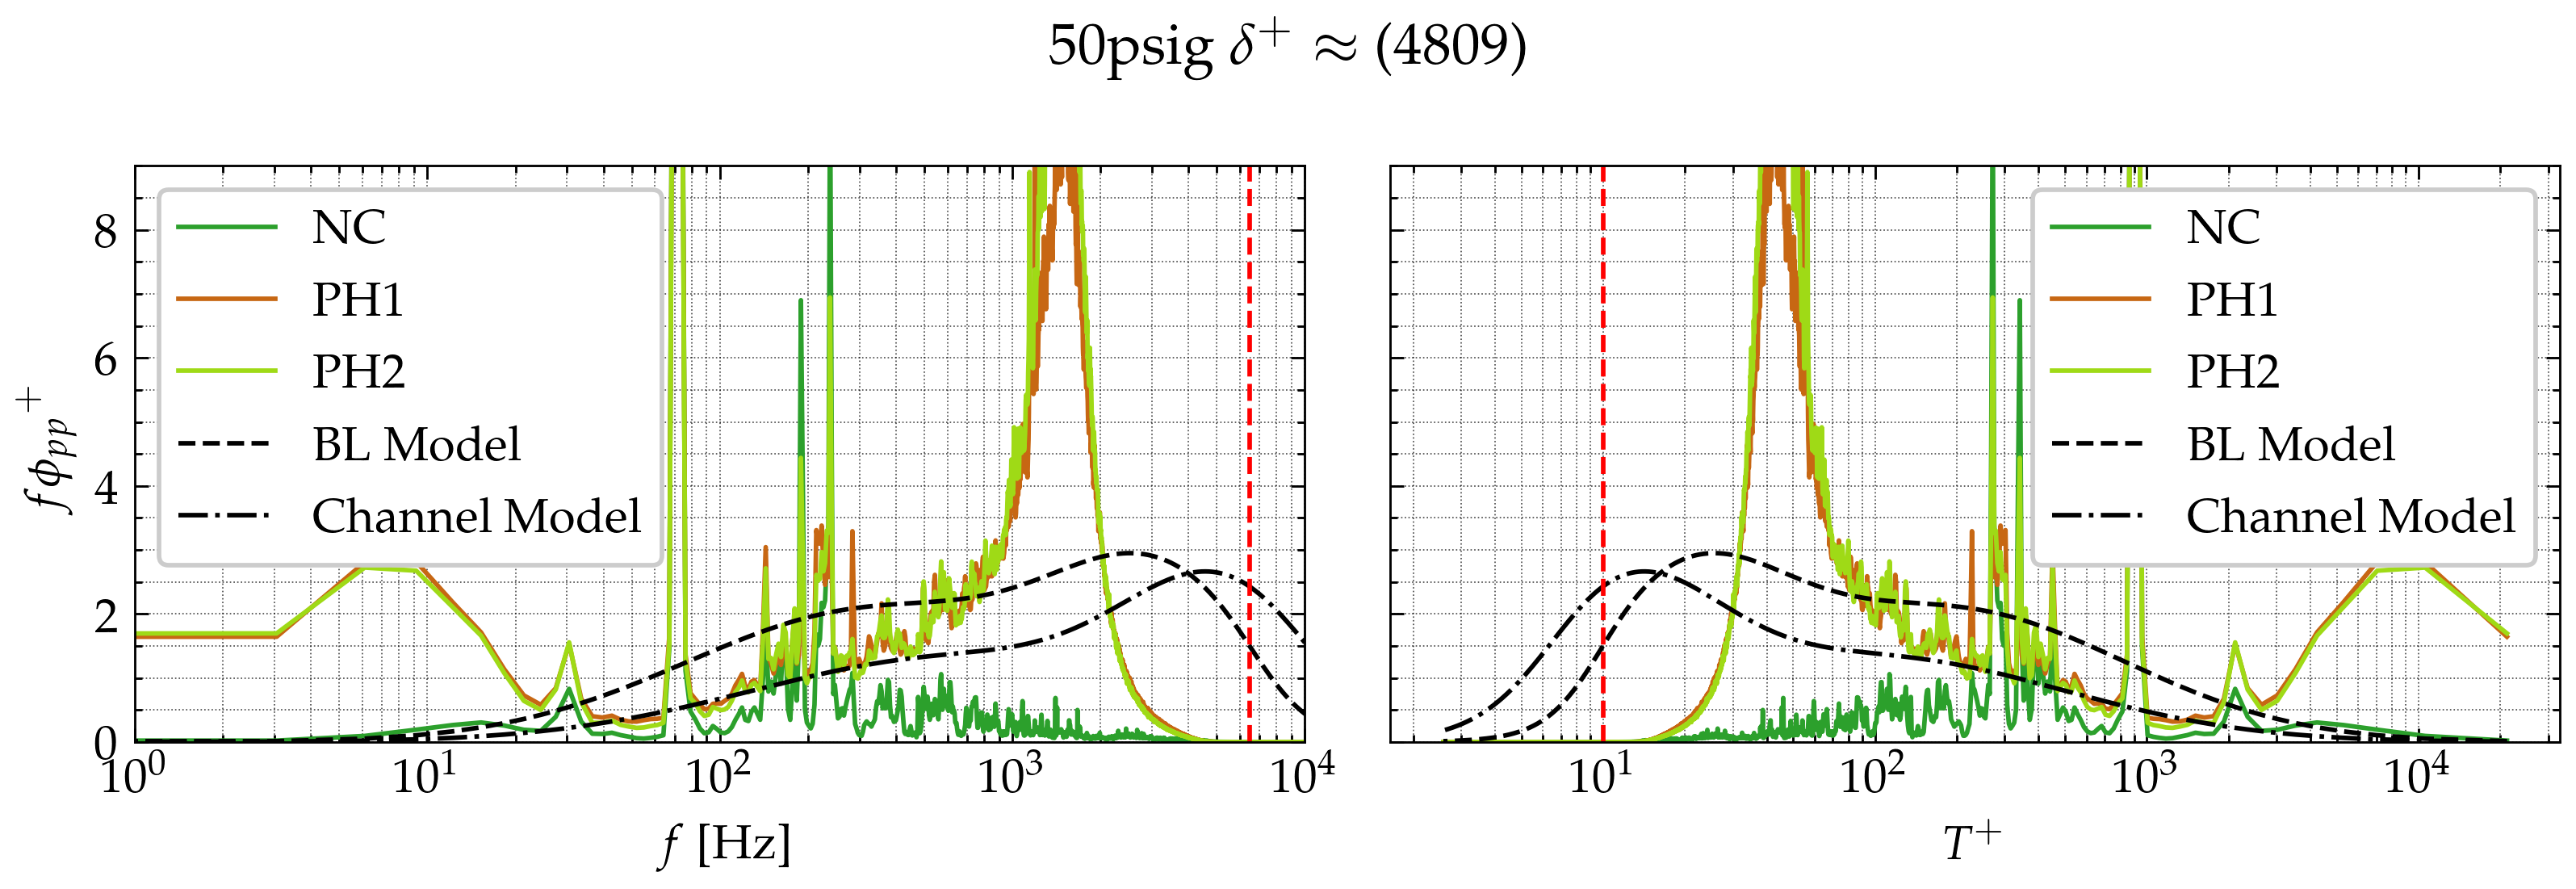 50psig δ⁺ ≈ (4809)
fϕₚₚ⁺
8
6
4
2
0
NC
PH1
PH2
BL Model
Channel Model
10⁰ 10¹ 10² 10³ 10⁴
f [Hz]
NC
PH1
PH2
BL Model
Channel Model
10¹ 10² 10³ 10⁴
T⁺